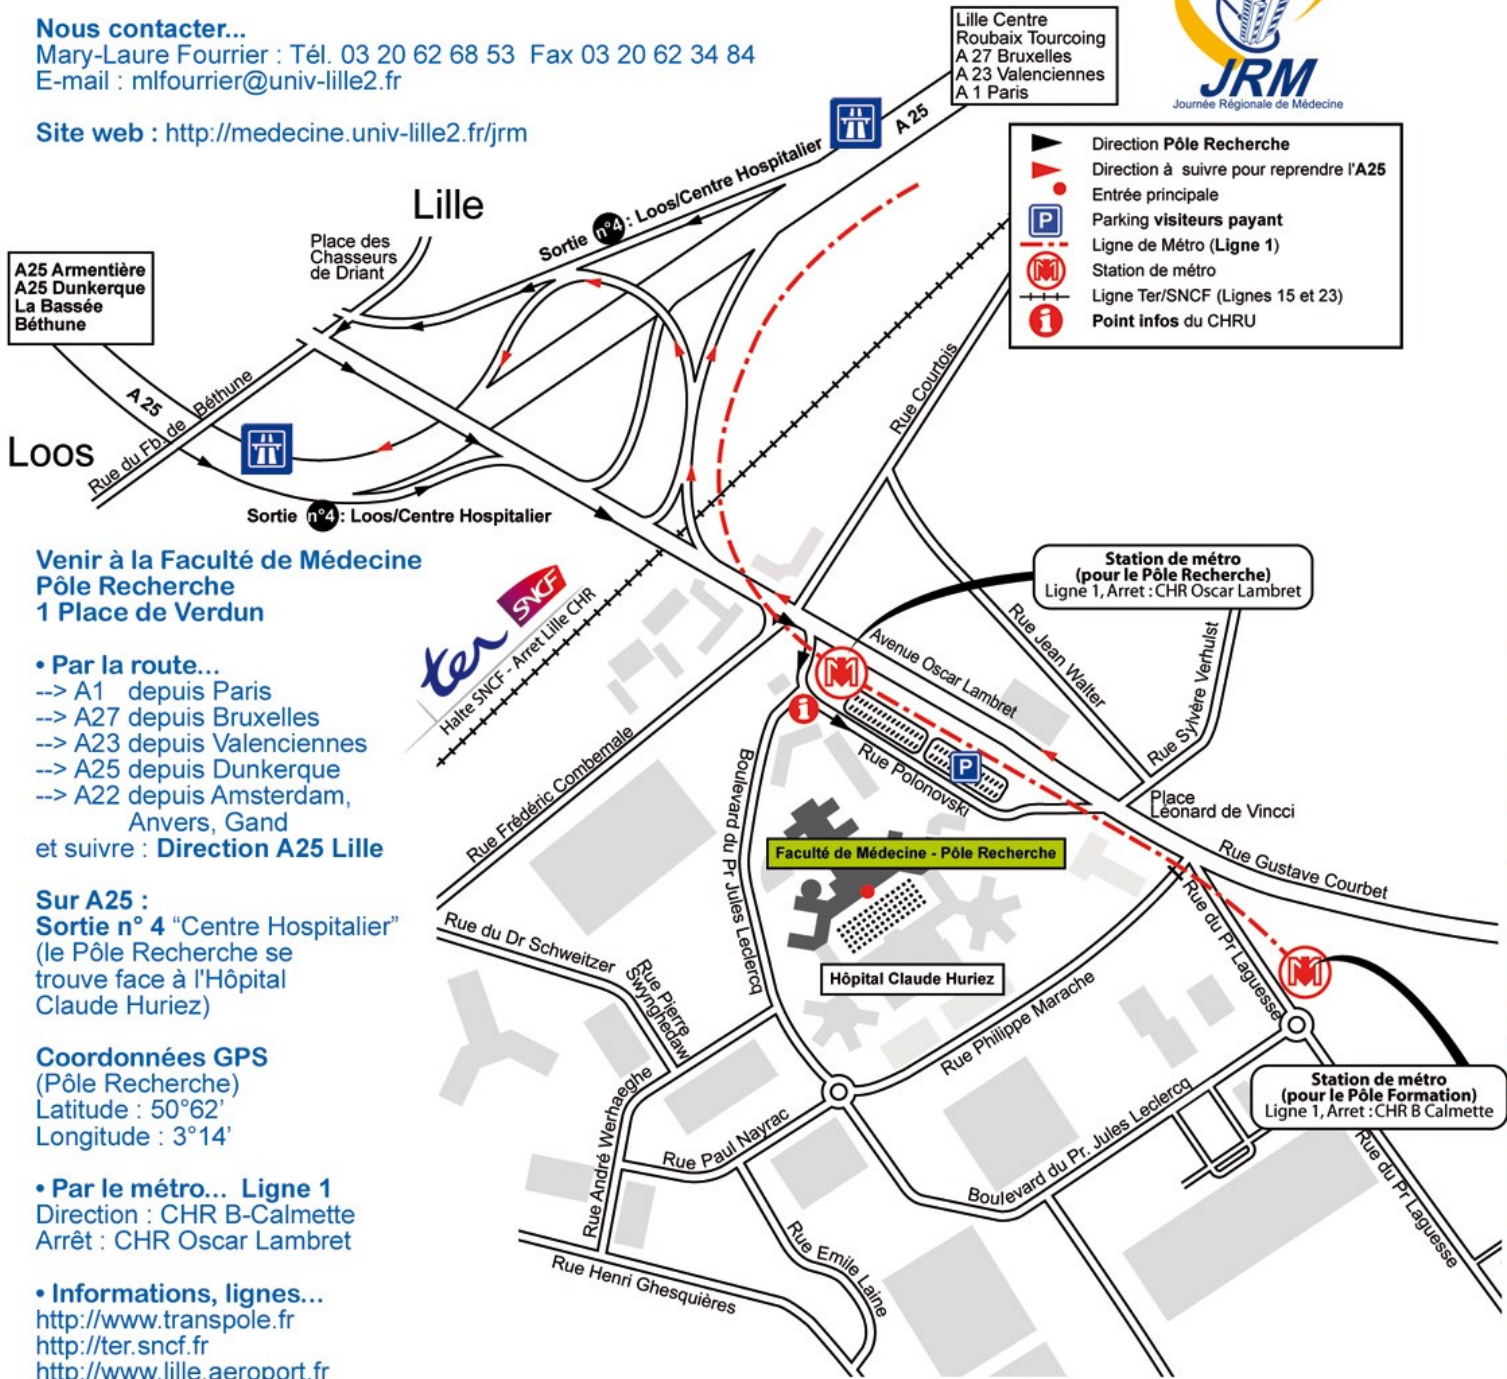 Nous contacter...
Mary-Laure Fourrier : Tél. 03 20 62 68 53 Fax 03 20 62 34 84
E-mail : mlfourrier@univ-lille2.fr
Site web : http://medecine.univ-lille2.fr/jrm
Lille Centre
Roubaix Tourcoing
A 27 Bruxelles
A 23 Valenciennes
A 1 Paris
JRM
Journée Régionale de Médecine
Direction Pôle Recherche
Direction à suivre pour reprendre l'A25
Entrée principale
P
Parking visiteurs payant
Ligne de Métro (Ligne 1)
M
Station de métro
Ligne Ter/SNCF (Lignes 15 et 23)
i
Point infos du CHRU
A 25
Sortie n°4 : Loos/Centre Hospitalier
Lille
Place des
Chasseurs
de Driant
A25 Armentière
A25 Dunkerque
La Bassée
Béthune
A 25
Rue du Fb. de Béthune
Loos
Sortie n°4 : Loos/Centre Hospitalier
Rue Courtois
Venir à la Faculté de Médecine
Pôle Recherche
1 Place de Verdun
• Par la route...
--> A1 depuis Paris
--> A27 depuis Bruxelles
--> A23 depuis Valenciennes
--> A25 depuis Dunkerque
--> A22 depuis Amsterdam,
Anvers, Gand
et suivre : Direction A25 Lille
Sur A25 :
Sortie n° 4 “Centre Hospitalier”
(le Pôle Recherche se
trouve face à l'Hôpital
Claude Huriez)
Coordonnées GPS
(Pôle Recherche)
Latitude : 50°62’
Longitude : 3°14’
• Par le métro... Ligne 1
Direction : CHR B-Calmette
Arrêt : CHR Oscar Lambret
• Informations, lignes...
http://www.transpole.fr
http://ter.sncf.fr
http://www.lille.aeroport.fr
ter SNCF
Halte SNCF - Arret Lille CHR
Station de métro
(pour le Pôle Recherche)
Ligne 1, Arret : CHR Oscar Lambret
M
i
P
Avenue Oscar Lambret
Rue Jean Walter
Rue Sylvère Verhulst
Place
Léonard de Vincci
Rue Gustave Courbet
Rue Polonovski
Rue Frédéric Combemale
Boulevard du Pr Jules Leclercq
Faculté de Médecine - Pôle Recherche
Hôpital Claude Huriez
Rue du Dr Schweitzer
Rue Pierre
Swynghedaw
Rue Philippe Marache
Rue du Pr Laguesse
M
Station de métro
(pour le Pôle Formation)
Ligne 1, Arret : CHR B Calmette
Rue André Werhaeghe
Rue Paul Nayrac
Boulevard du Pr. Jules Leclercq
Rue du Pr Laguesse
Rue Emile Laine
Rue Henri Ghesquières